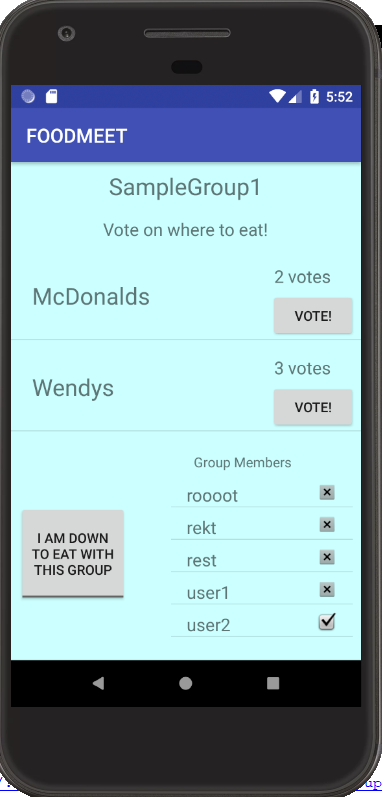 5:52
FOODMEET
SampleGroup1
Vote on where to eat!
2 votes
McDonalds
VOTE!
3 votes
Wendys
VOTE!
Group Members
roooot
rekt
rest
user1
user2
I AM DOWN
TO EAT WITH
THIS GROUP
up